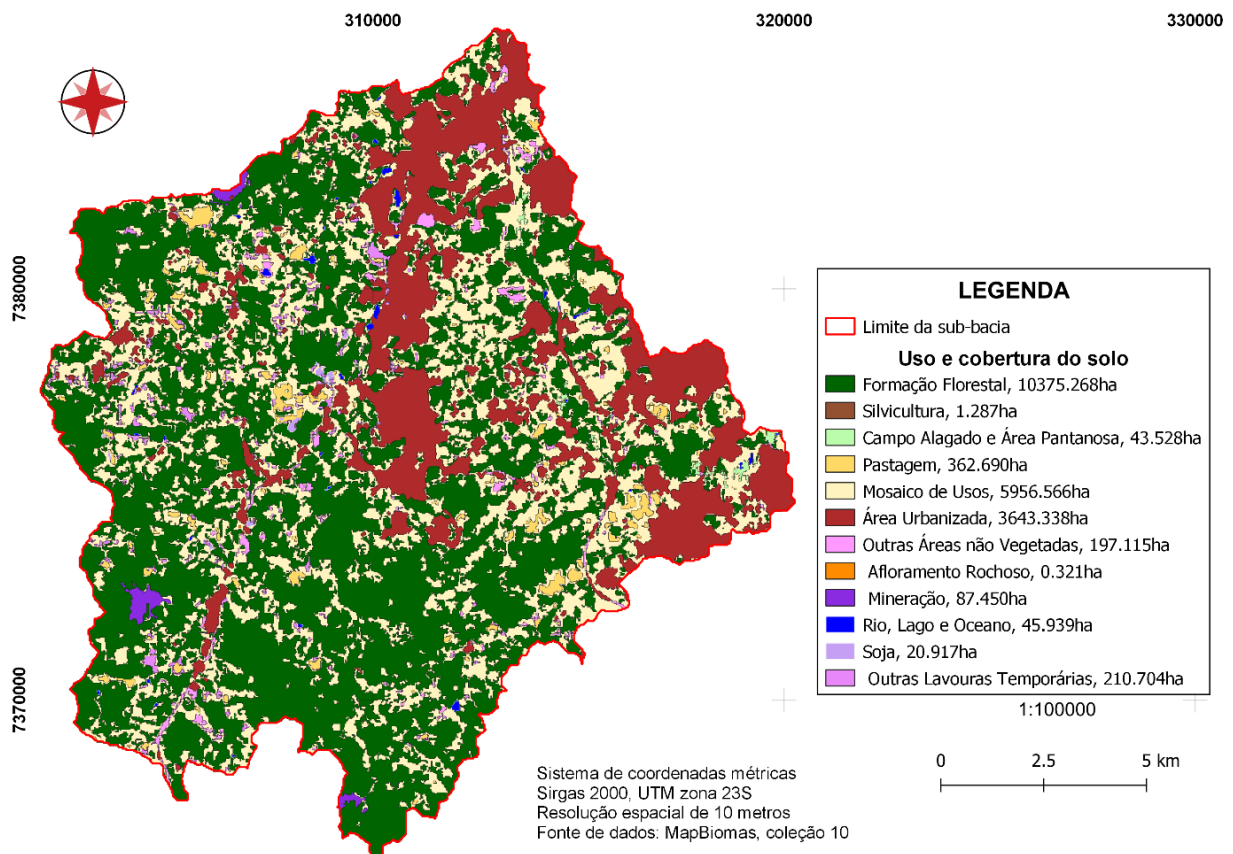 310000
320000
330000
7380000
7370000
LEGENDA
Limite da sub-bacia
Uso e cobertura do solo
Formação Florestal, 10375.268ha
Silvicultura, 1.287ha
Campo Alagado e Área Pantanosa, 43.528ha
Pastagem, 362.690ha
Mosaico de Usos, 5956.566ha
Área Urbanizada, 3643.338ha
Outras Áreas não Vegetadas, 197.115ha
Afloramento Rochoso, 0.321ha
Mineração, 87.450ha
Rio, Lago e Oceano, 45.939ha
Soja, 20.917ha
Outras Lavouras Temporárias, 210.704ha
1:100000
0 2.5 5 km
Sistema de coordenadas métricas
Sirgas 2000, UTM zona 23S
Resolução espacial de 10 metros
Fonte de dados: MapBiomas, coleção 10